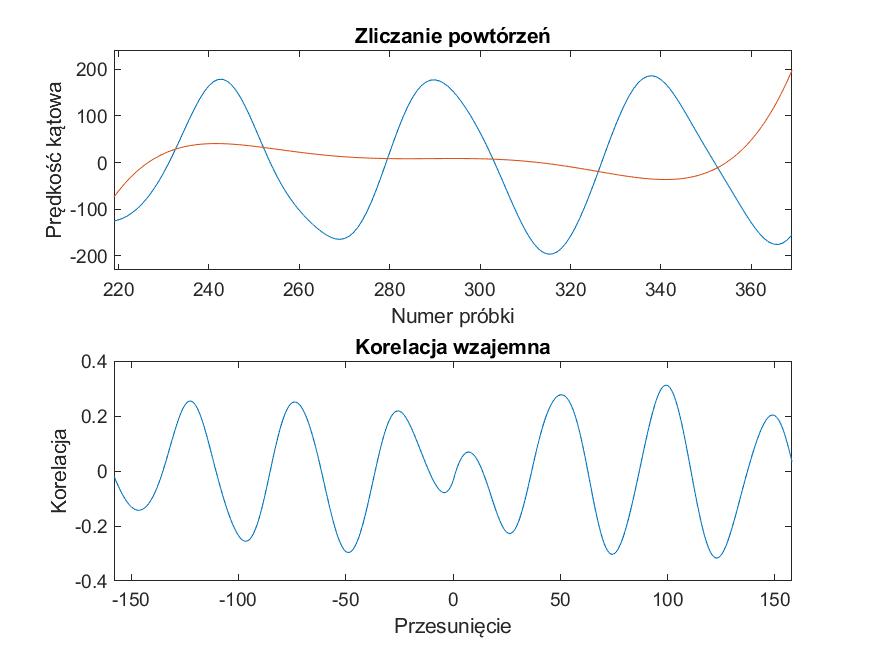 Zliczanie powtórzeń
200
100
0
-100
-200
Prędkość kątowa
220 240 260 280 300 320 340 360
Numer próbki
Korelacja wzajemna
0.4
0.2
0
-0.2
-0.4
Korelacja
-150 -100 -50 0 50 100 150
Przesunięcie